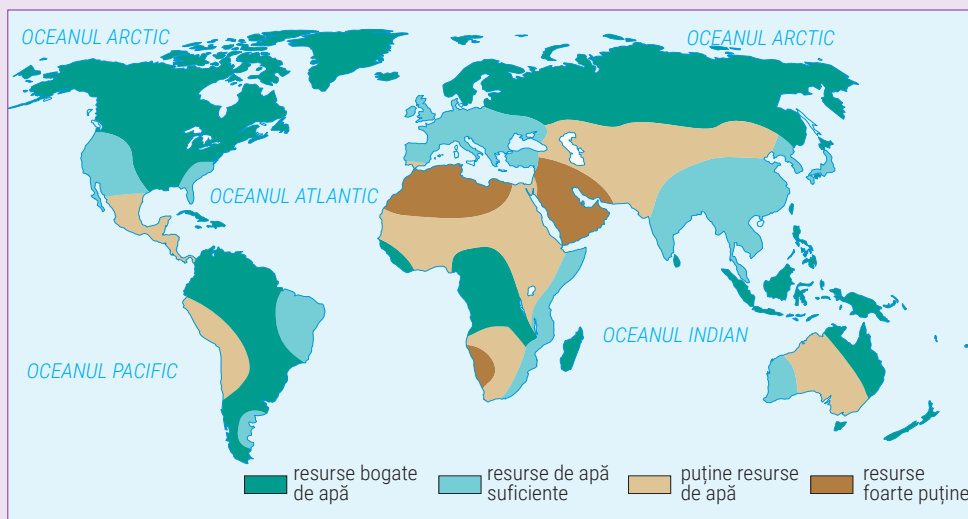 OCEANUL ARCTIC
OCEANUL ARCTIC
OCEANUL ATLANTIC
OCEANUL INDIAN
OCEANUL PACIFIC
resurse bogate
de apă
resurse de apă
suficiente
puține resurse
de apă
resurse
foarte puține